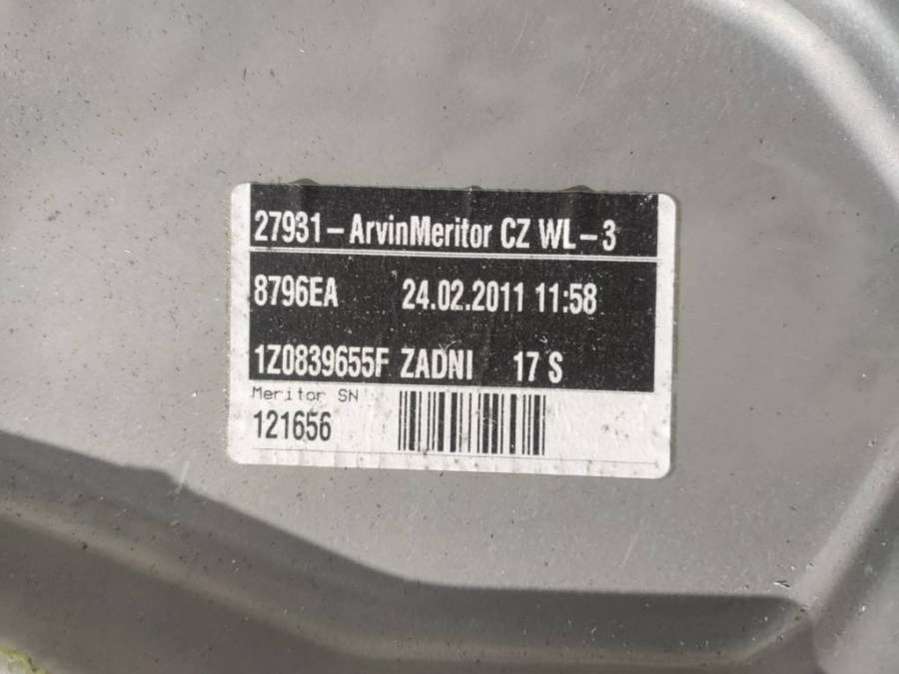 27931-ArvinMeritor CZ WL-3
8796EA 24.02.2011 11:58
1Z0839655F ZADNI 17 S
Meritor SN
121656